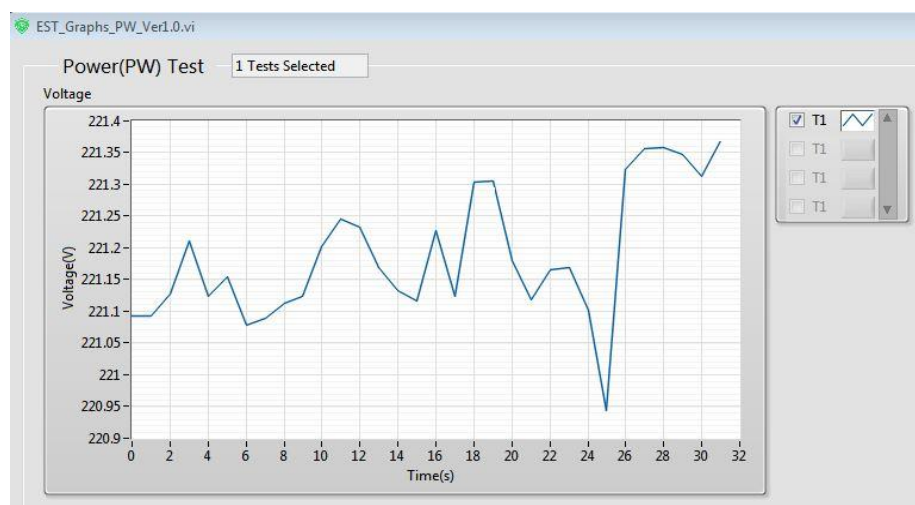 EST_Graphs_PW_Ver1.0.vi
Power(PW) Test
1 Tests Selected
Voltage
221.4
221.35
221.3
221.25
221.2
221.15
221.1
221.05
221
220.95
220.9
Voltage(V)
0 2 4 6 8 10 12 14 16 18 20 22 24 26 28 30 32
Time(s)
T1
T1
T1
T1